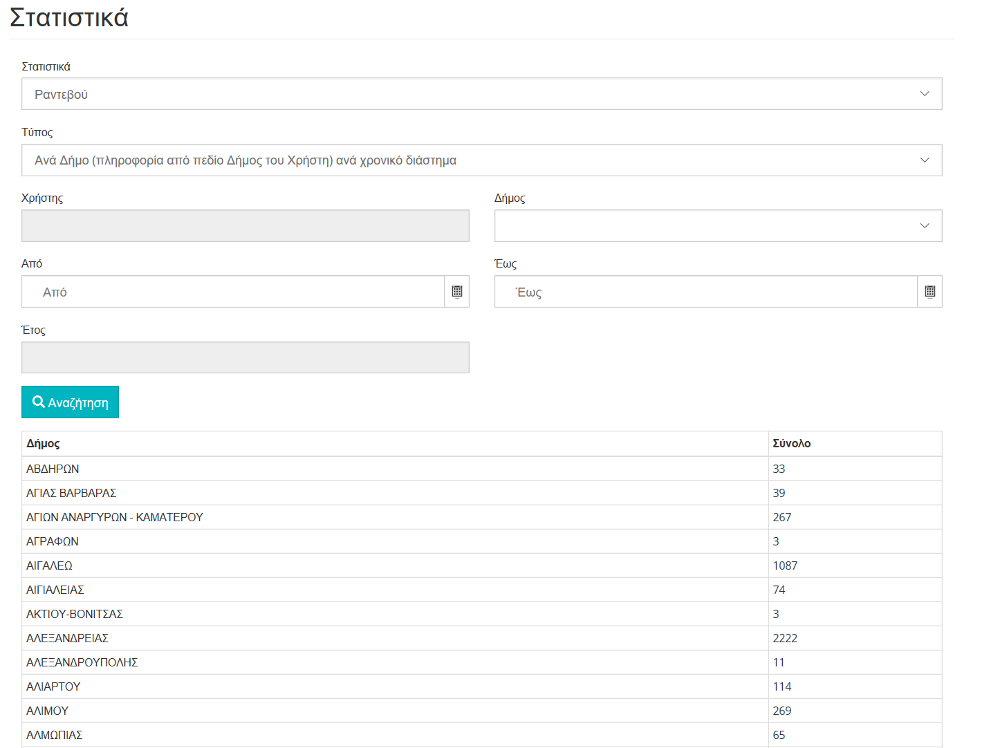 Στατιστικά
Στατιστικά
Ραντεβού
Τύπος
Ανά Δήμο (πληροφορία από πεδίο Δήμος του Χρήστη) ανά χρονικό διάστημα
Χρήστης Δήμος
Από Έως
Από Έως
Έτος
Αναζήτηση
Δήμος Σύνολο
ΑΒΔΗΡΩΝ 33
ΑΓΙΑΣ ΒΑΡΒΑΡΑΣ 39
ΑΓΙΩΝ ΑΝΑΡΓΥΡΩΝ - ΚΑΜΑΤΕΡΟΥ 267
ΑΓΡΑΦΩΝ 3
ΑΙΓΑΛΕΩ 1087
ΑΙΓΙΑΛΕΙΑΣ 74
ΑΚΤΙΟΥ-ΒΟΝΙΤΣΑΣ 3
ΑΛΕΞΑΝΔΡΕΙΑΣ 2222
ΑΛΕΞΑΝΔΡΟΥΠΟΛΗΣ 11
ΑΛΙΑΡΤΟΥ 114
ΑΛΙΜΟΥ 269
ΑΛΜΩΠΙΑΣ 65